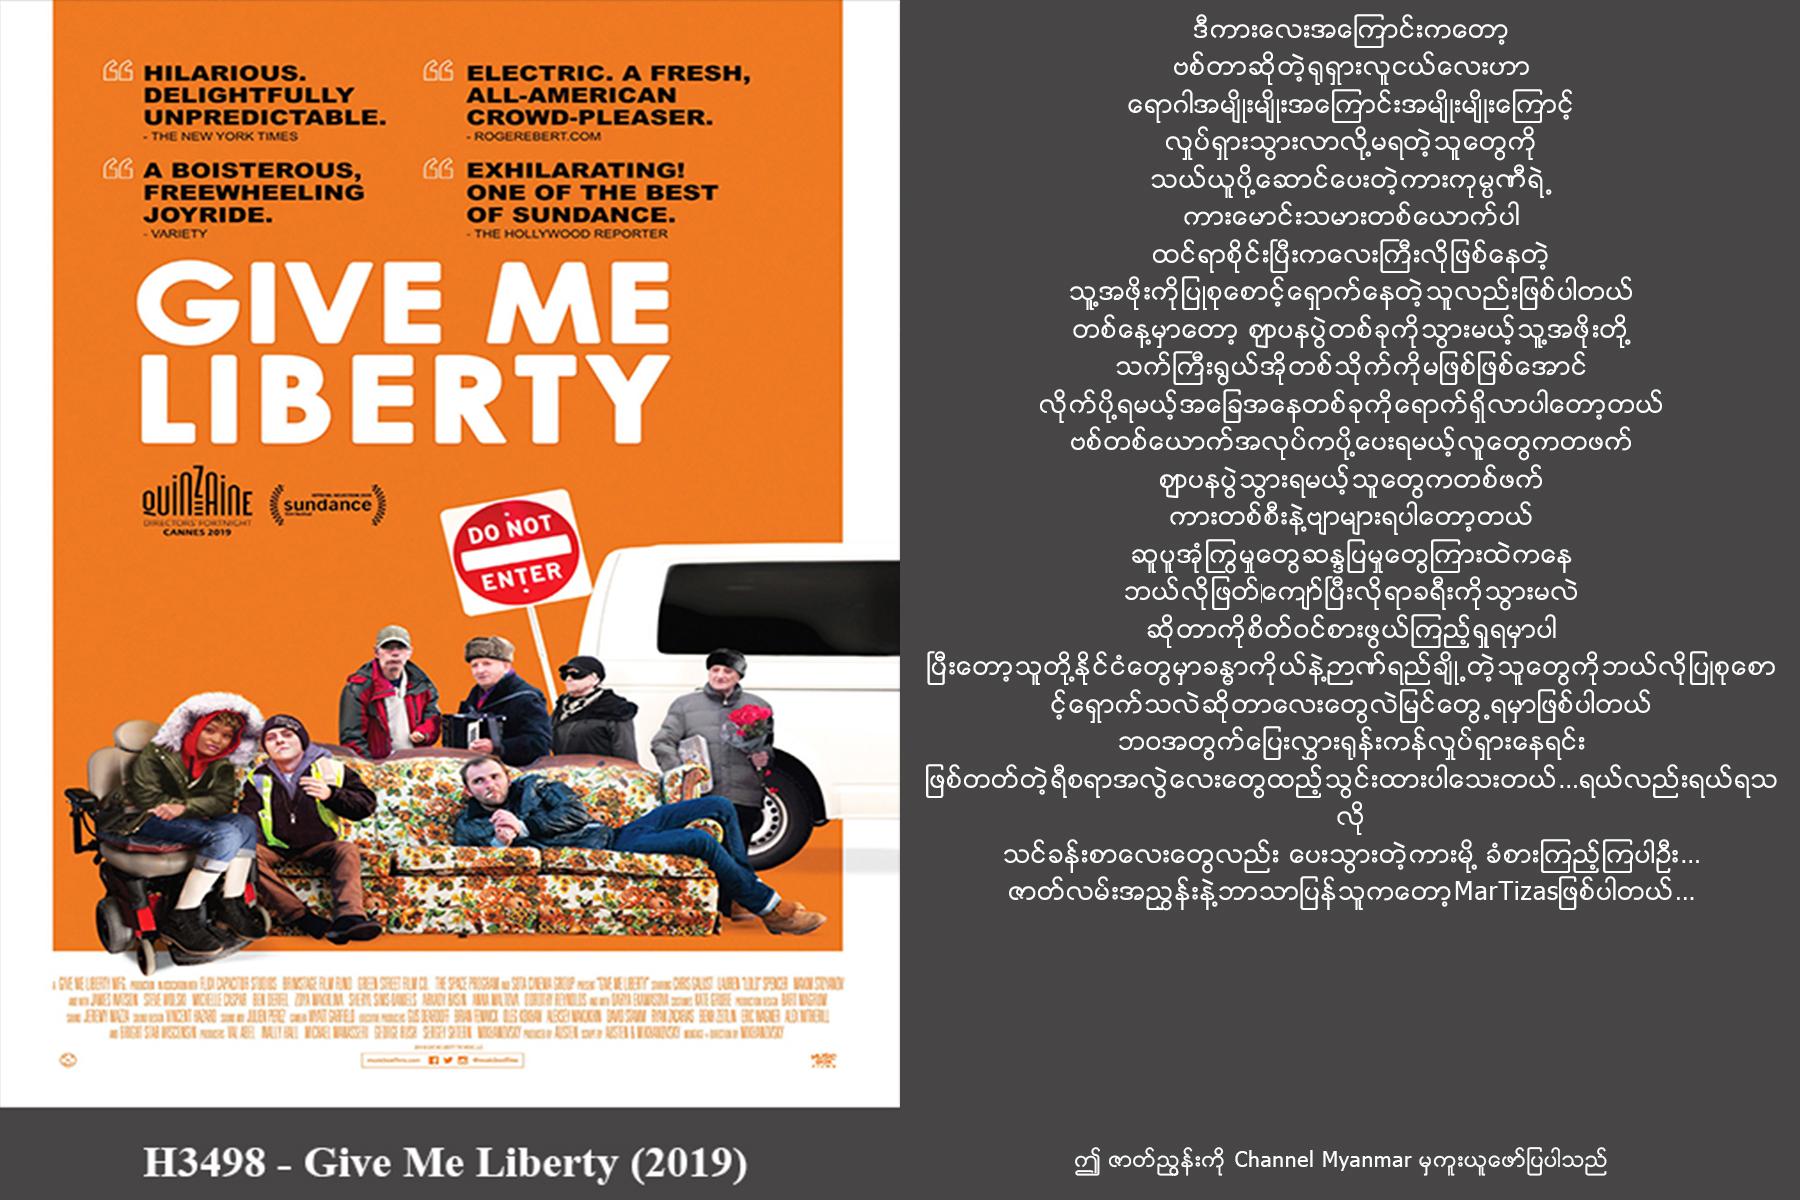 HILARIOUS.
DELIGHTFULLY
UNPREDICTABLE.
- THE NEW YORK TIMES
ELECTRIC. A FRESH,
ALL-AMERICAN
CROWD-PLEASER.
- ROGEREBERT.COM
A BOISTEROUS,
FREEWHEELING
JOYRIDE.
- VARIETY
EXHILARATING!
ONE OF THE BEST
OF SUNDANCE.
- THE HOLLYWOOD REPORTER
GIVE ME
LIBERTY
QUINZAINE
DIRECTORS' FORTNIGHT
CANNES 2019
sundance
DO NOT
ENTER
H3498 - Give Me Liberty (2019)
ဒီကားလေးအကြောင်းကတော့
ဗစ်တာဆိုတဲ့ရုရှားလူငယ်လေးဟာ
ရောဂါအမျိုးမျိုးအကြောင်းအမျိုးမျိုးကြောင့်
လှုပ်ရှားသွားလာလို့မရတဲ့သူတွေကို
သယ်ယူပို့ဆောင်ပေးတဲ့ကားကုမ္ပဏီရဲ့
ကားမောင်းသမားတစ်ယောက်ပါ
ထင်ရာစိုင်းပြီးကလေးကြီးလိုဖြစ်နေတဲ့
သူ့အဖိုးကိုပြုစုစောင့်ရှောက်နေတဲ့သူလည်းဖြစ်ပါတယ်
တစ်နေ့မှာတော့ ဈာပနပွဲတစ်ခုကိုသွားမယ့်သူ့အဖိုးတို့
သက်ကြီးရွယ်အိုတစ်သိုက်ကိုမဖြစ်ဖြစ်အောင်
လိုက်ပို့ရမယ့်အခြေအနေတစ်ခုကိုရောက်ရှိလာပါတော့တယ်
ဗစ်တစ်ယောက်အလုပ်ကပို့ပေးရမယ့်လူတွေကတဖက်
ဈာပနပွဲသွားရမယ့်သူတွေကတစ်ဖက်
ကားတစ်စီးနဲ့ဗျာများရပါတော့တယ်
ဆူပူအုံကြွမှုတွေဆန္ဒပြမှုတွေကြားထဲကနေ
ဘယ်လိုဖြတ်ကျော်ပြီးလိုရာခရီးကိုသွားမလဲ
ဆိုတာကိုစိတ်ဝင်စားဖွယ်ကြည့်ရှုရမှာပါ
ပြီးတော့သူတို့နိုင်ငံတွေမှာခန္ဓာကိုယ်နဲ့ဉာဏ်ရည်ချို့တဲ့သူတွေကိုဘယ်လိုပြုစုစော
င့်ရှောက်သလဲဆိုတာလေးတွေလဲမြင်တွေ့ရမှာဖြစ်ပါတယ်
ဘဝအတွက်ပြေးလွှားရုန်းကန်လှုပ်ရှားနေရင်း
ဖြစ်တတ်တဲ့ရီစရာအလွဲလေးတွေထည့်သွင်းထားပါသေးတယ်...ရယ်လည်းရယ်ရသ
လို
သင်ခန်းစာလေးတွေလည်း ပေးသွားတဲ့ကားမို့ ခံစားကြည့်ကြပါဦး...
ဇာတ်လမ်းအညွှန်းနဲ့ဘာသာပြန်သူကတော့MarTizasဖြစ်ပါတယ်...
ဤ ဇာတ်ညွှန်းကို Channel Myanmar မှကူးယူဖော်ပြပါသည်